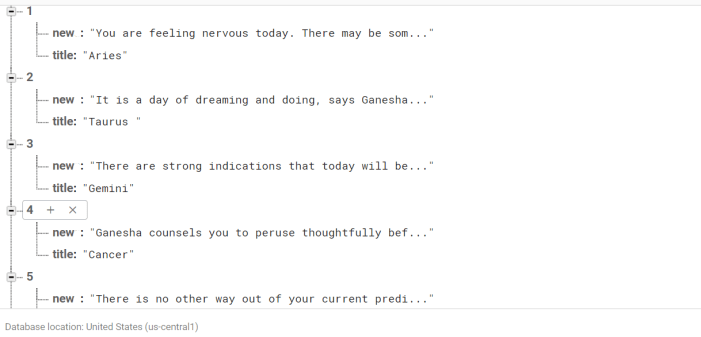 1
new : "You are feeling nervous today. There may be som..."
title: "Aries"
2
new : "It is a day of dreaming and doing, says Ganesha..."
title: "Taurus "
3
new : "There are strong indications that today will be..."
title: "Gemini"
4 + ×
new : "Ganesha counsels you to peruse thoughtfully bef..."
title: "Cancer"
5
new : "There is no other way out of your current predi..."
Database location: United States (us-central1)